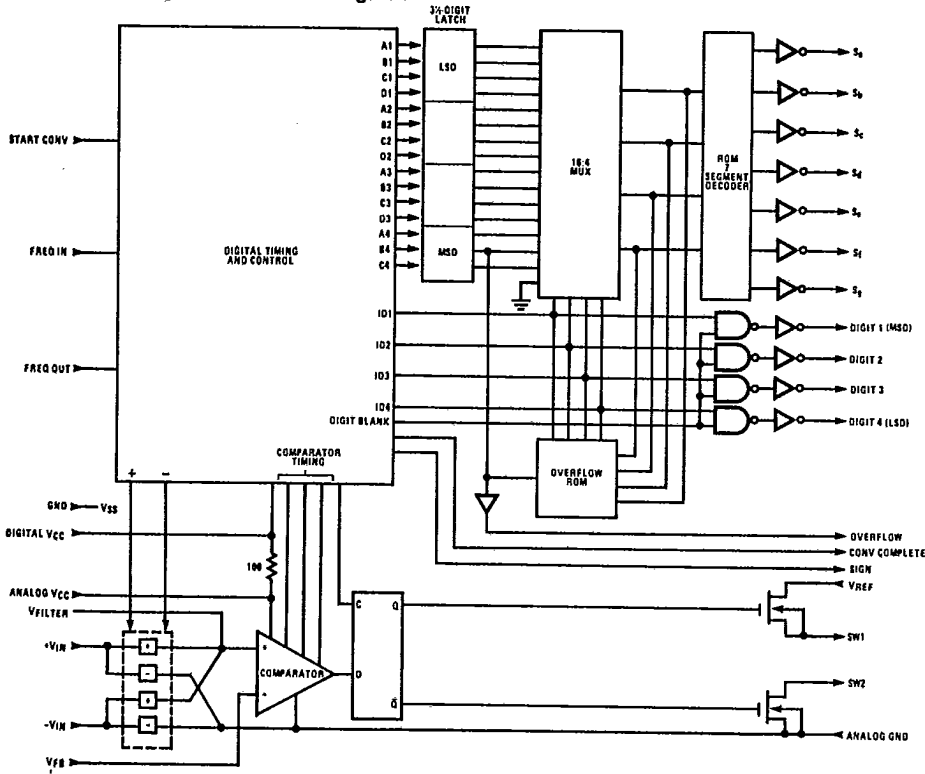 3½-DIGIT
LATCH
START CONV
FREQ IN
FREQ OUT
DIGITAL TIMING
AND CONTROL
A1
B1
C1
D1
A2
B2
C2
D2
A3
B3
C3
D3
A4
B4
C4
LSD
MSD
16:4
MUX
ROM
7
SEGMENT
DECODER
Sa
Sb
Sc
Sd
Se
Sf
Sg
ID1
ID2
ID3
ID4
DIGIT BLANK
DIGIT 1 (MSD)
DIGIT 2
DIGIT 3
DIGIT 4 (LSD)
OVERFLOW
ROM
COMPARATOR
TIMING
+ −
GND VSS
DIGITAL VCC
100
ANALOG VCC
VFILTER
+VIN
−VIN
VFB
+
−
+
−
COMPARATOR
C
D
Q
Q̅
OVERFLOW
CONV COMPLETE
SIGN
VREF
SW1
SW2
ANALOG GND